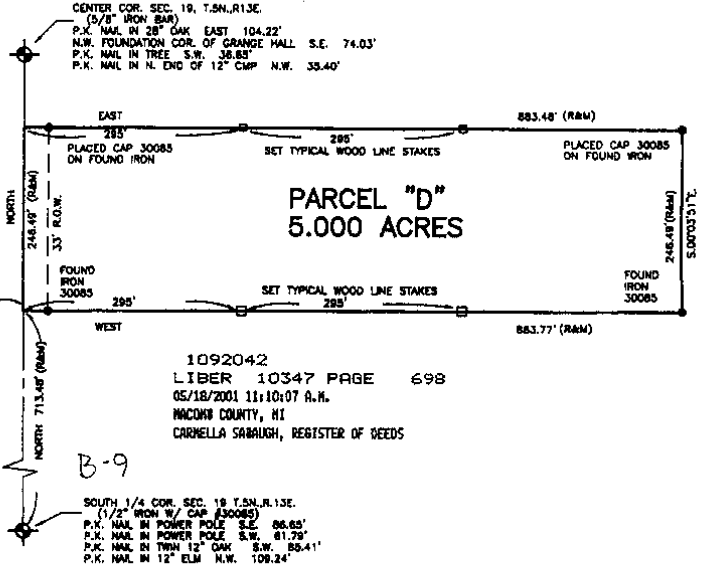 CENTER COR. SEC. 19, T.5N.,R13E.
(5/8" IRON BAR)
P.K. NAIL IN 28" OAK EAST 104.22'
N.W. FOUNDATION COR. OF GRANGE HALL S.E. 74.03'
P.K. NAIL IN TREE S.W. 36.65'
P.K. NAIL IN N. END OF 12" CMP N.W. 35.40'
EAST
295'
295'
883.48' (R&M)
PLACED CAP 30085
ON FOUND IRON
SET TYPICAL WOOD LINE STAKES
PLACED CAP 30085
ON FOUND IRON
NORTH
246.49' (R&M)
33' R.O.W.
PARCEL "D"
5.000 ACRES
246.49' (R&M)
S.00°03'51"E.
FOUND
IRON
30085
SET TYPICAL WOOD LINE STAKES
FOUND
IRON
30085
295'
295'
WEST
883.77' (R&M)
1092042
LIBER 10347 PAGE 698
05/18/2001 11:10:07 A.M.
MACOMB COUNTY, MI
CARMELLA SABAUGH, REGISTER OF DEEDS
NORTH 713.48' (R&M)
B-9
SOUTH 1/4 COR. SEC. 19 T.5N.,R.13E.
(1/2" IRON W/ CAP #30085)
P.K. NAIL IN POWER POLE S.E. 86.65'
P.K. NAIL IN POWER POLE S.W. 61.79'
P.K. NAIL IN TWIN 12" OAK S.W. 85.41'
P.K. NAIL IN 12" ELM N.W. 109.24'